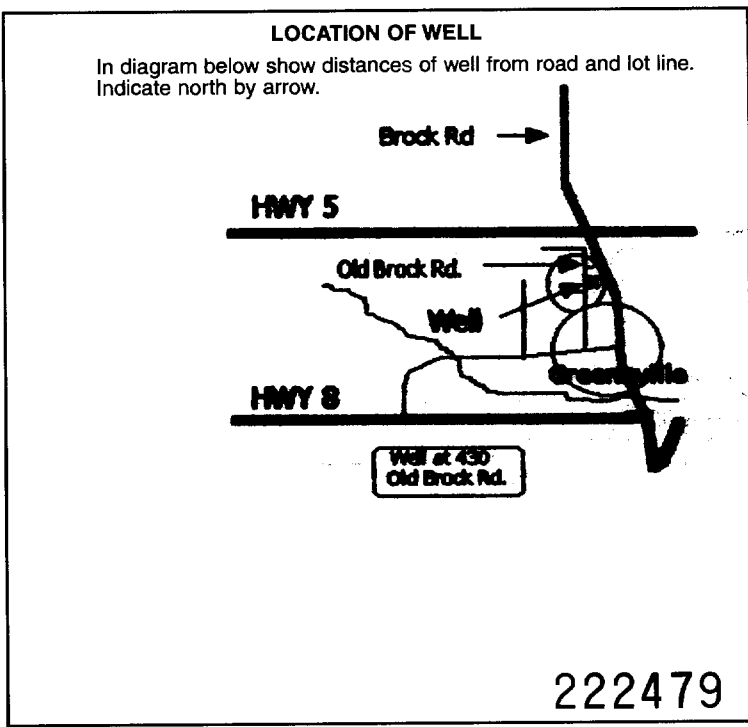 LOCATION OF WELL
In diagram below show distances of well from road and lot line.
Indicate north by arrow.
Brock Rd
HWY 5
Old Brock Rd.
Well
Greensville
HWY 8
Well at 430
Old Brock Rd.
222479